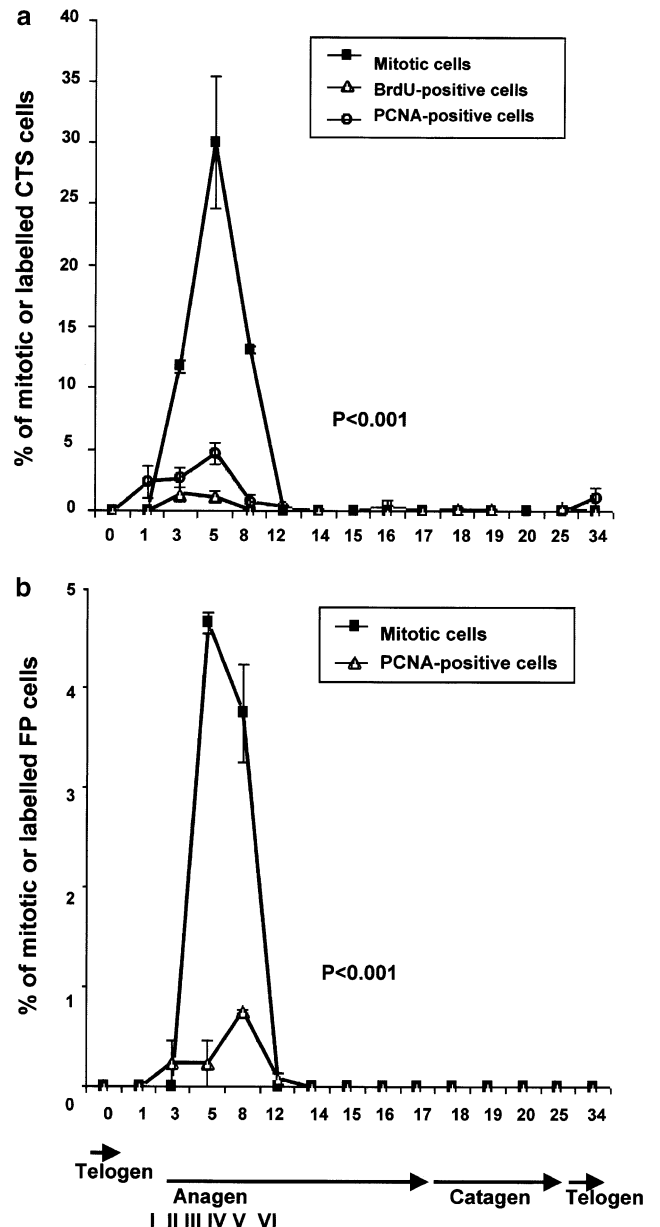 a
40
35
30
25
20
15
10
5
0
% of mitotic or labelled CTS cells
Mitotic cells
BrdU-positive cells
PCNA-positive cells
P<0.001
0 1 3 5 8 12 14 15 16 17 18 19 20 25 34
b
5
4
3
2
1
0
% of mitotic or labelled FP cells
Mitotic cells
PCNA-positive cells
P<0.001
0 1 3 5 8 12 14 15 16 17 18 19 20 25 34
Telogen
Anagen
Catagen
Telogen
I II III IV V VI